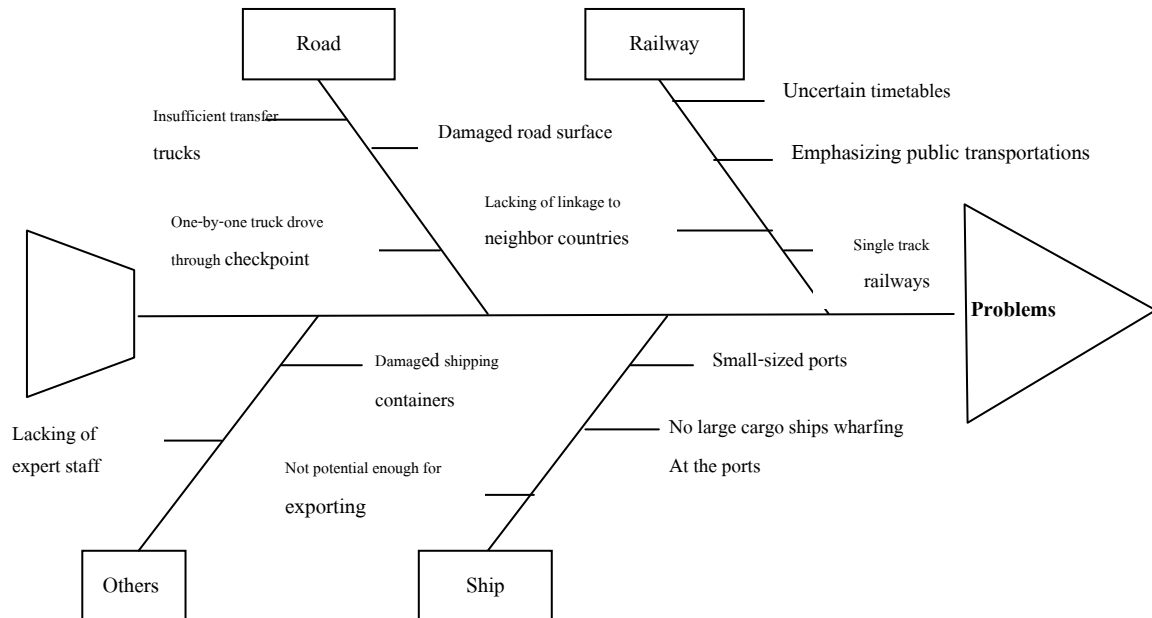 Road
Railway
Insufficient transfer
trucks
Damaged road surface
One-by-one truck drove
through checkpoint
Uncertain timetables
Emphasizing public transportations
Lacking of linkage to
neighbor countries
Single track
railways
Problems
Damaged shipping
containers
Lacking of
expert staff
Small-sized ports
No large cargo ships wharfing
At the ports
Not potential enough for
exporting
Others
Ship